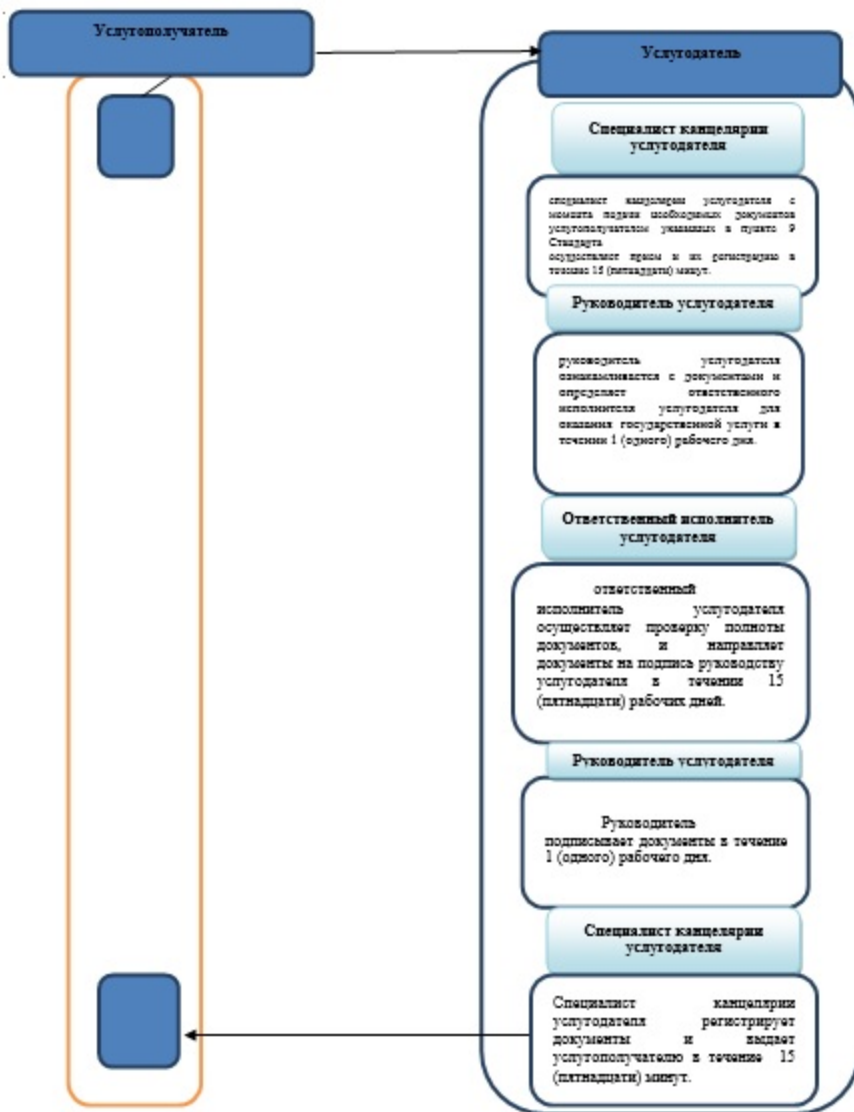 Услугополучатель
Услугодатель
Специалист канцелярии
услугодателя
специалист канцелярии услугодателя с
момента подачи необходимых документов
услугополучателем указанных в пункте 9
Стандарта
осуществляет прием и их регистрацию в
течение 15 (пятнадцати) минут.
Руководитель услугодателя
руководитель услугодателя
ознакамливается с документами и
определяет ответственного
исполнителя услугодателя для
оказания государственной услуги в
течении 1 (одного) рабочего дня.
Ответственный исполнитель
услугодателя
ответственный
исполнитель услугодателя
осуществляет проверку полноты
документов, и направляет
документы на подпись руководству
услугодателя в течении 15
(пятнадцати) рабочих дней.
Руководитель услугодателя
Руководитель
подписывает документы в течение
1 (одного) рабочего дня.
Специалист канцелярии
услугодателя
Специалист канцелярии
услугодателя регистрирует
документы и выдает
услугополучателю в течение 15
(пятнадцати) минут.